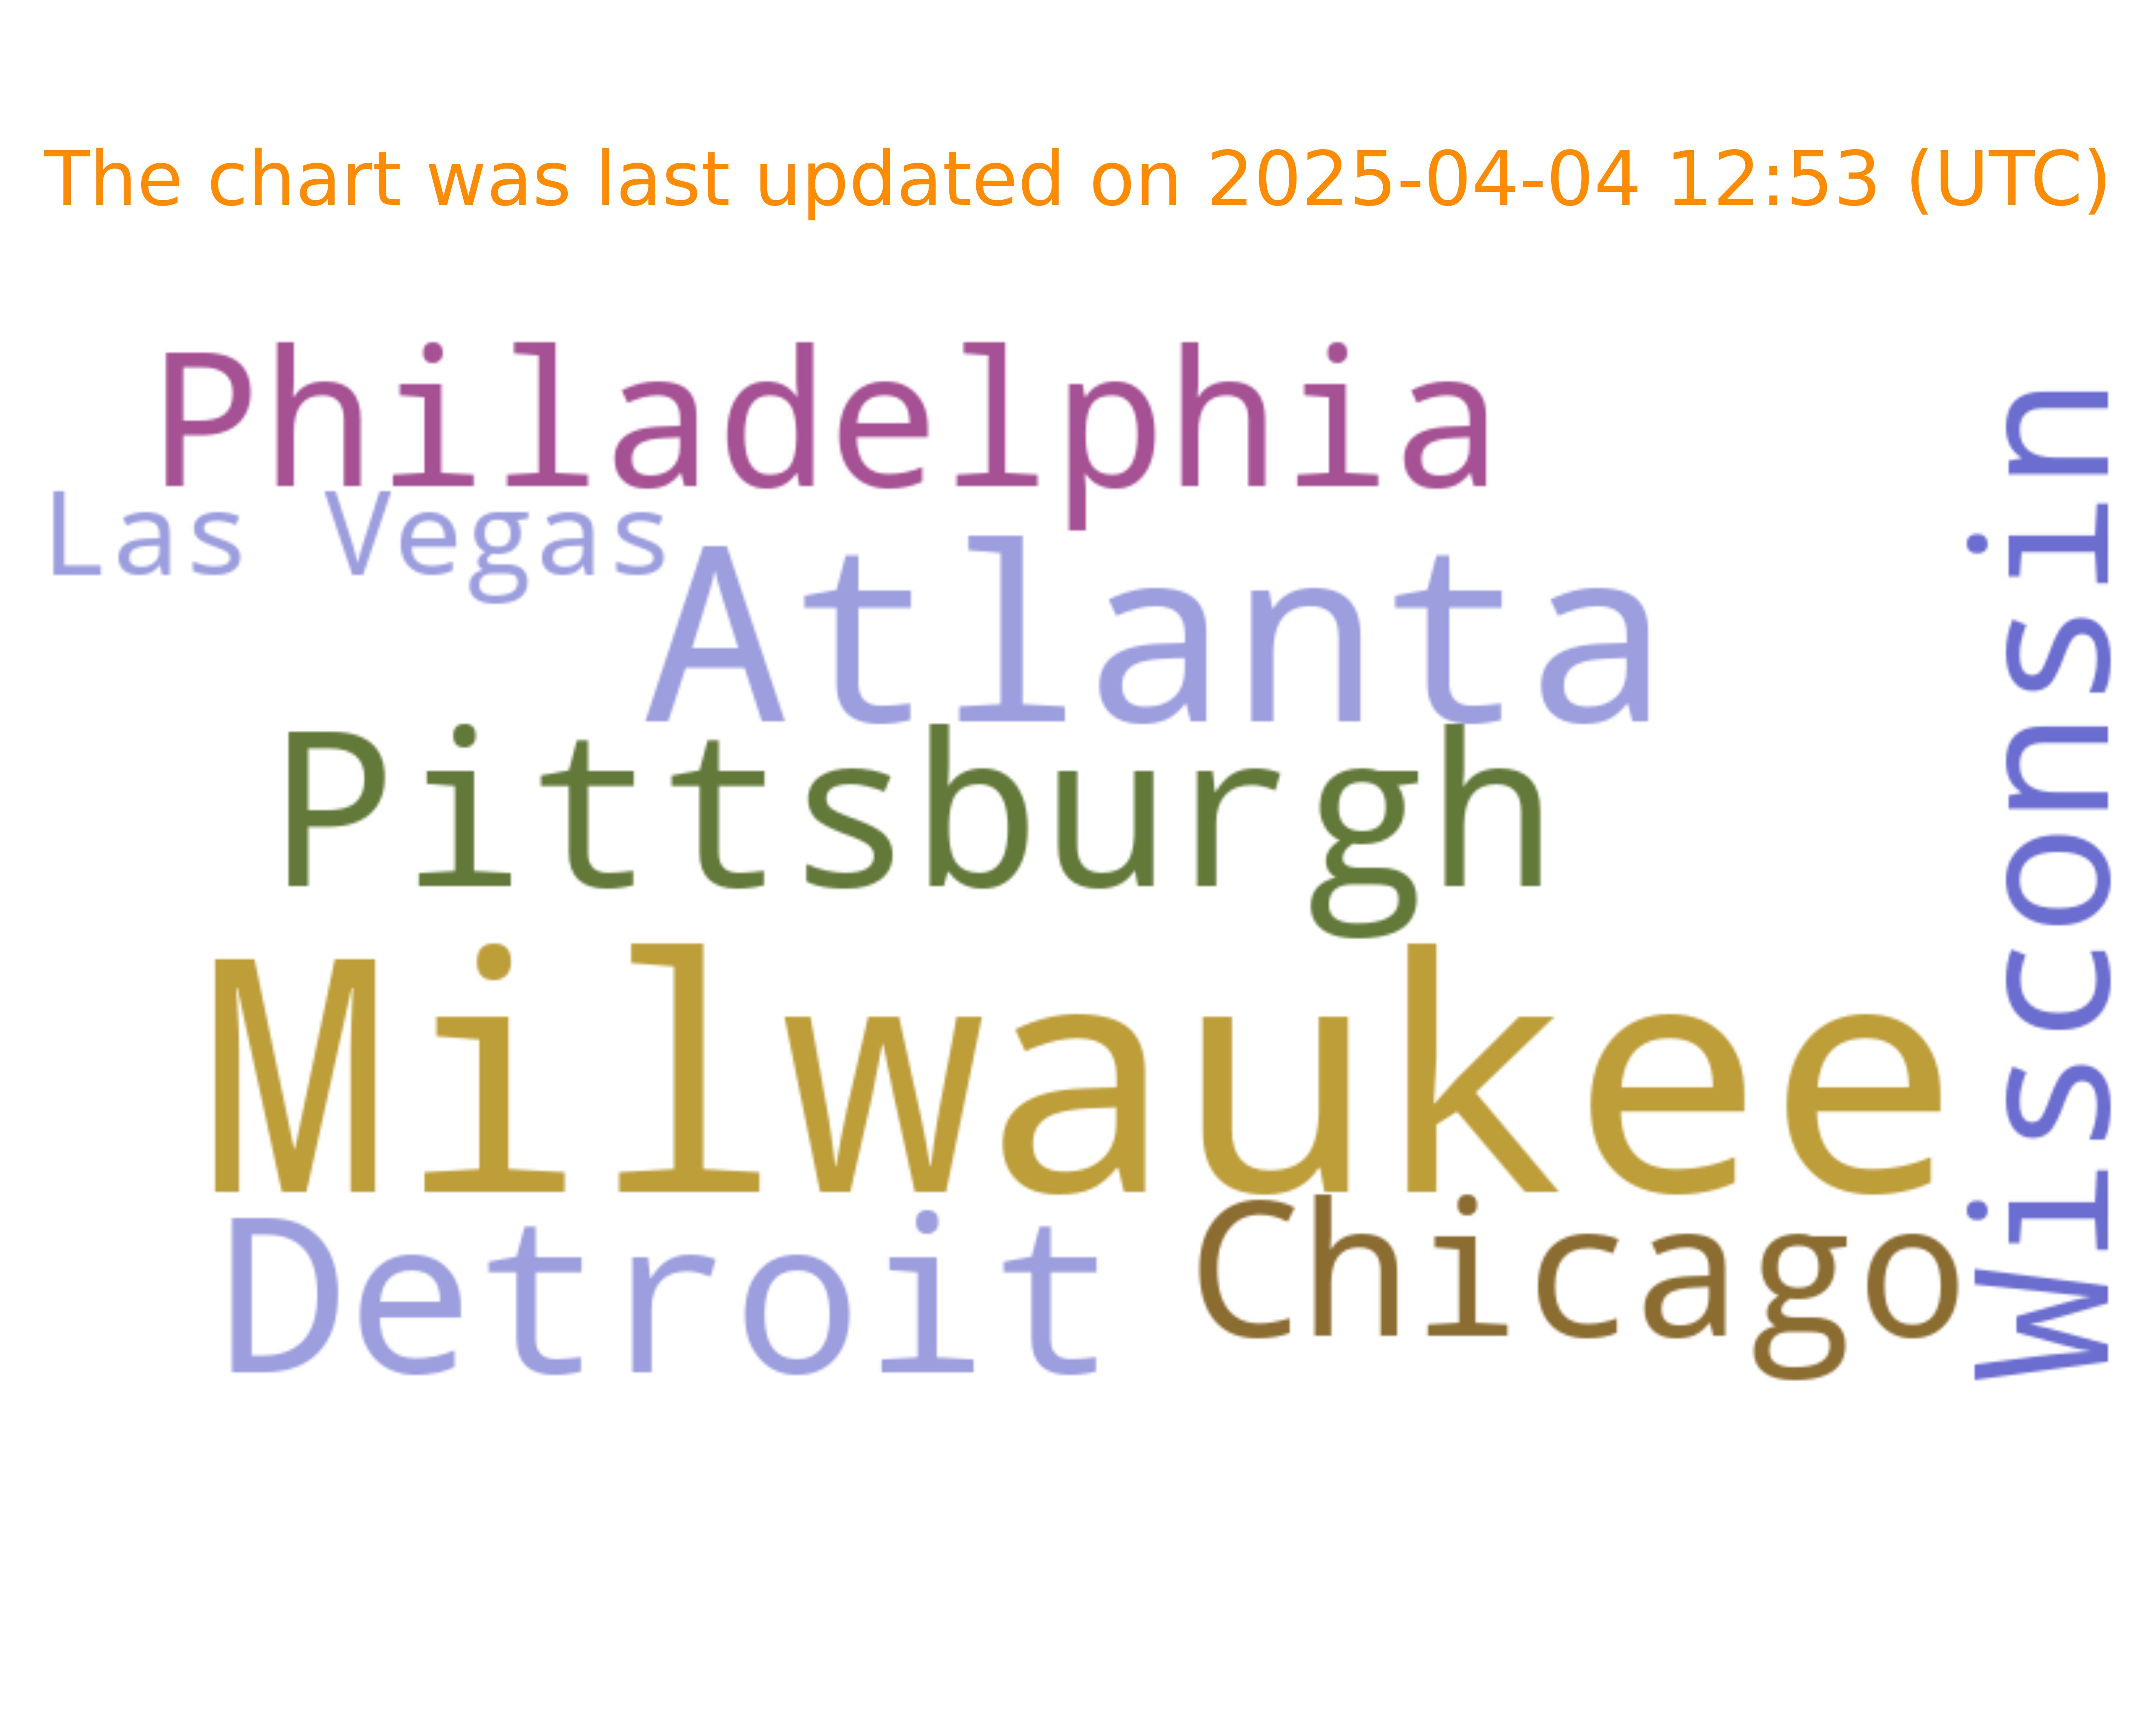 The chart was last updated on 2025-04-04 12:53 (UTC)
Philadelphia
Las Vegas
Atlanta
Pittsburgh
Milwaukee
Detroit
Chicago
Wisconsin